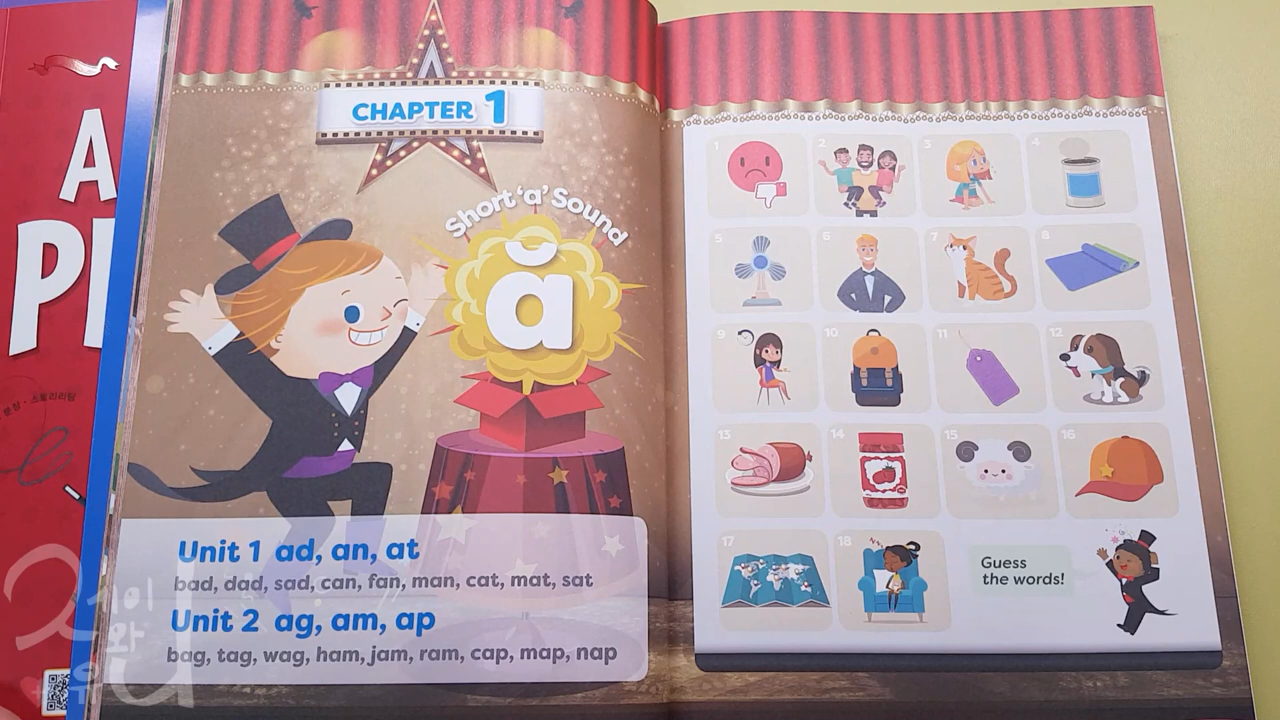 A
CHAPTER 1
Short 'a' Sound
ă
Unit 1 ad, an, at
bad, dad, sad, can, fan, man, cat, mat, sat
Unit 2 ag, am, ap
bag, tag, wag, ham, jam, ram, cap, map, nap
1
2
3
4
5
6
7
8
9
10
11
12
13
14
15
16
17
18
Guess
the words!